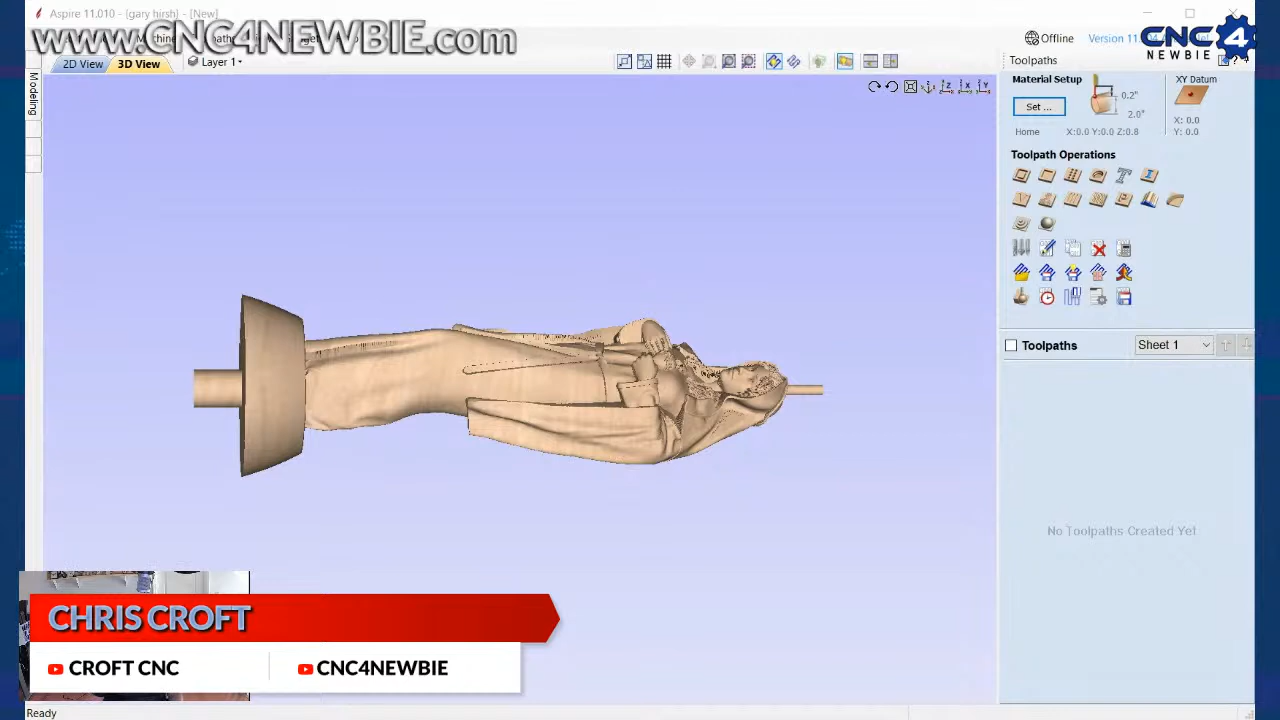 Aspire 11.010 - {gary hirsh} - [New]
www.CNC4NEWBIE.com
Offline
Version 11
CNC 4
NEWBIE
2D View
3D View
Layer 1
Modeling
Toolpaths
Material Setup
Set ...
0.2"
2.0"
XY Datum
X: 0.0
Y: 0.0
Home X:0.0 Y:0.0 Z:0.8
Toolpath Operations
Toolpaths
Sheet 1
No Toolpaths Created Yet
CHRIS CROFT
CROFT CNC
CNC4NEWBIE
Ready